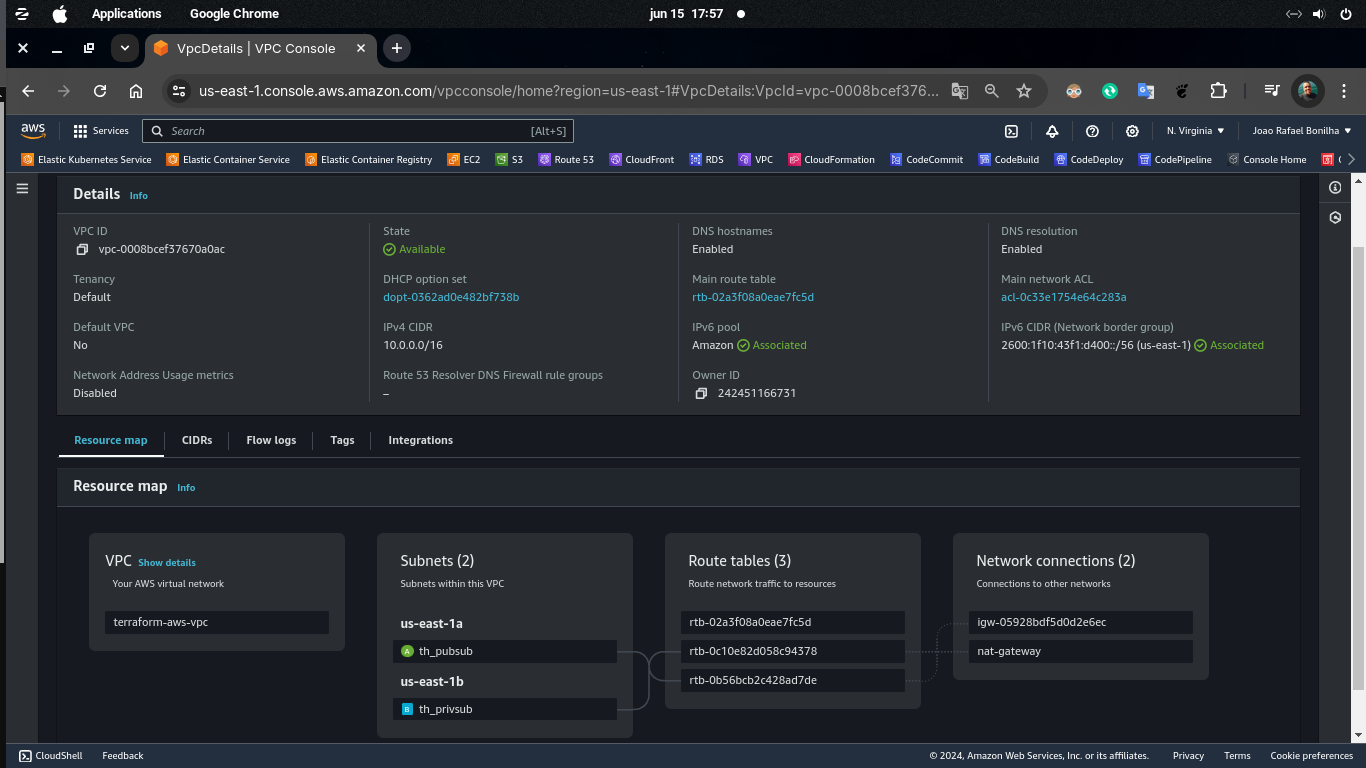 Applications Google Chrome jun 15 17:57
VpcDetails | VPC Console
us-east-1.console.aws.amazon.com/vpcconsole/home?region=us-east-1#VpcDetails:VpcId=vpc-0008bcef376...
aws Services Search [Alt+S] N. Virginia Joao Rafael Bonilha
Elastic Kubernetes Service Elastic Container Service Elastic Container Registry EC2 S3 Route 53 CloudFront RDS VPC CloudFormation CodeCommit CodeBuild CodeDeploy CodePipeline Console Home
Details Info
VPC ID State DNS hostnames DNS resolution
vpc-0008bcef37670a0ac Available Enabled Enabled
Tenancy DHCP option set Main route table Main network ACL
Default dopt-0362ad0e482bf738b rtb-02a3f08a0eae7fc5d acl-0c33e1754e64c283a
Default VPC IPv4 CIDR IPv6 pool IPv6 CIDR (Network border group)
No 10.0.0.0/16 Amazon Associated 2600:1f10:43f1:d400::/56 (us-east-1) Associated
Network Address Usage metrics Route 53 Resolver DNS Firewall rule groups Owner ID
Disabled – 242451166731
Resource map CIDRs Flow logs Tags Integrations
Resource map Info
VPC Show details Subnets (2) Route tables (3) Network connections (2)
Your AWS virtual network Subnets within this VPC Route network traffic to resources Connections to other networks
terraform-aws-vpc us-east-1a rtb-02a3f08a0eae7fc5d igw-05928bdf5d0d2e6ec
A th_pubsub rtb-0c10e82d058c94378 nat-gateway
us-east-1b rtb-0b56bcb2c428ad7de
B th_privsub
CloudShell Feedback © 2024, Amazon Web Services, Inc. or its affiliates. Privacy Terms Cookie preferences